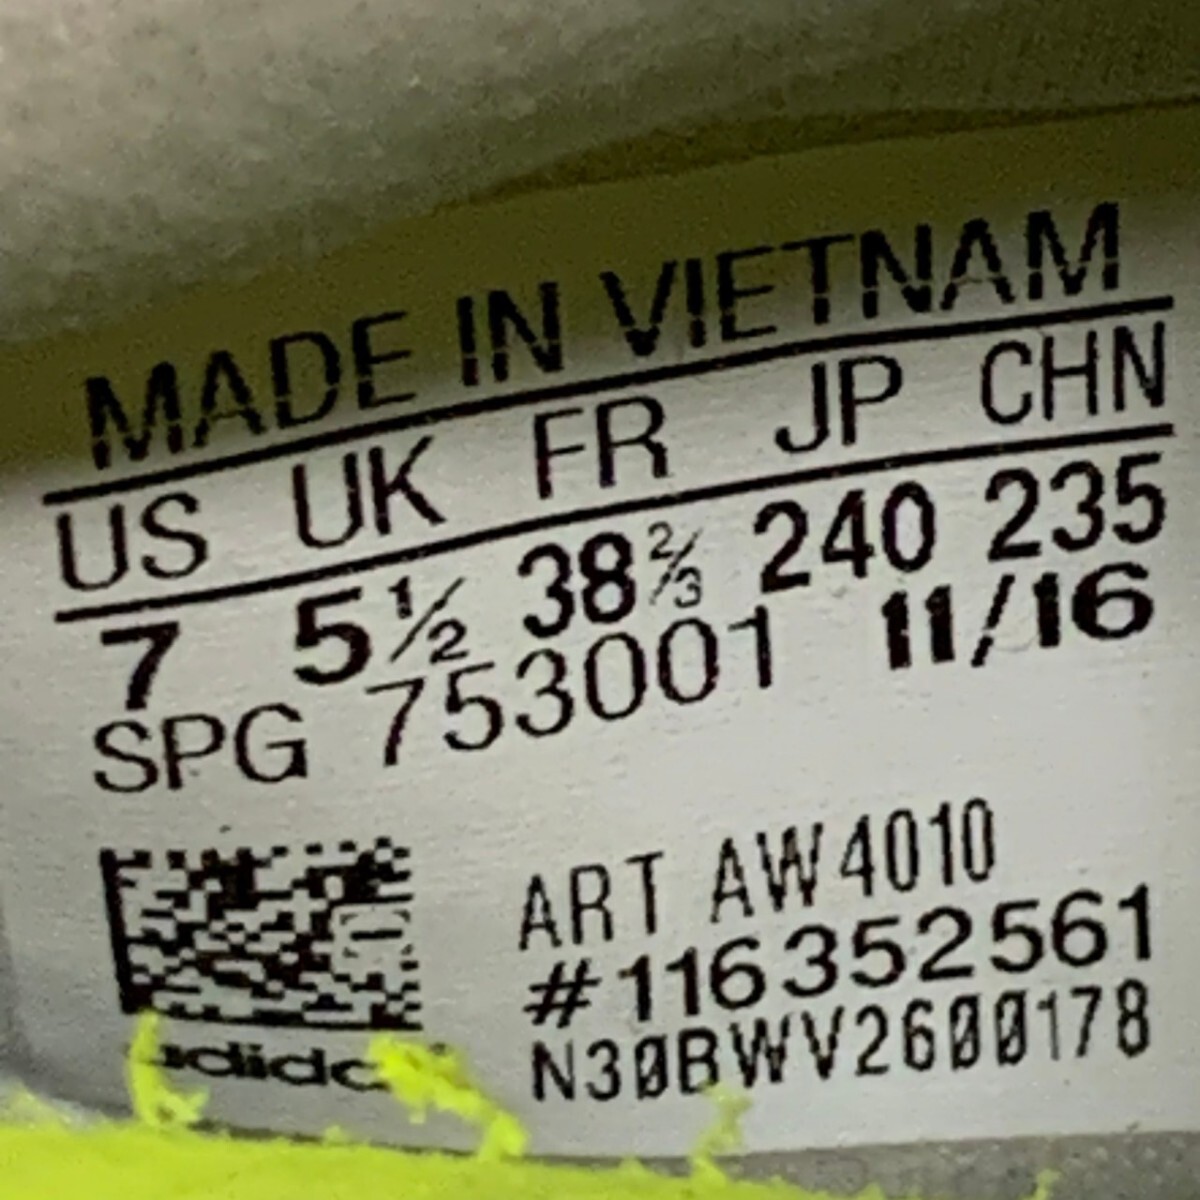 MADE IN VIETNAM
US UK FR JP CHN
7 5½ 38⅔ 240 235
SPG 753001 11/16
ART AW4010
#116352561
N30BWV2600178